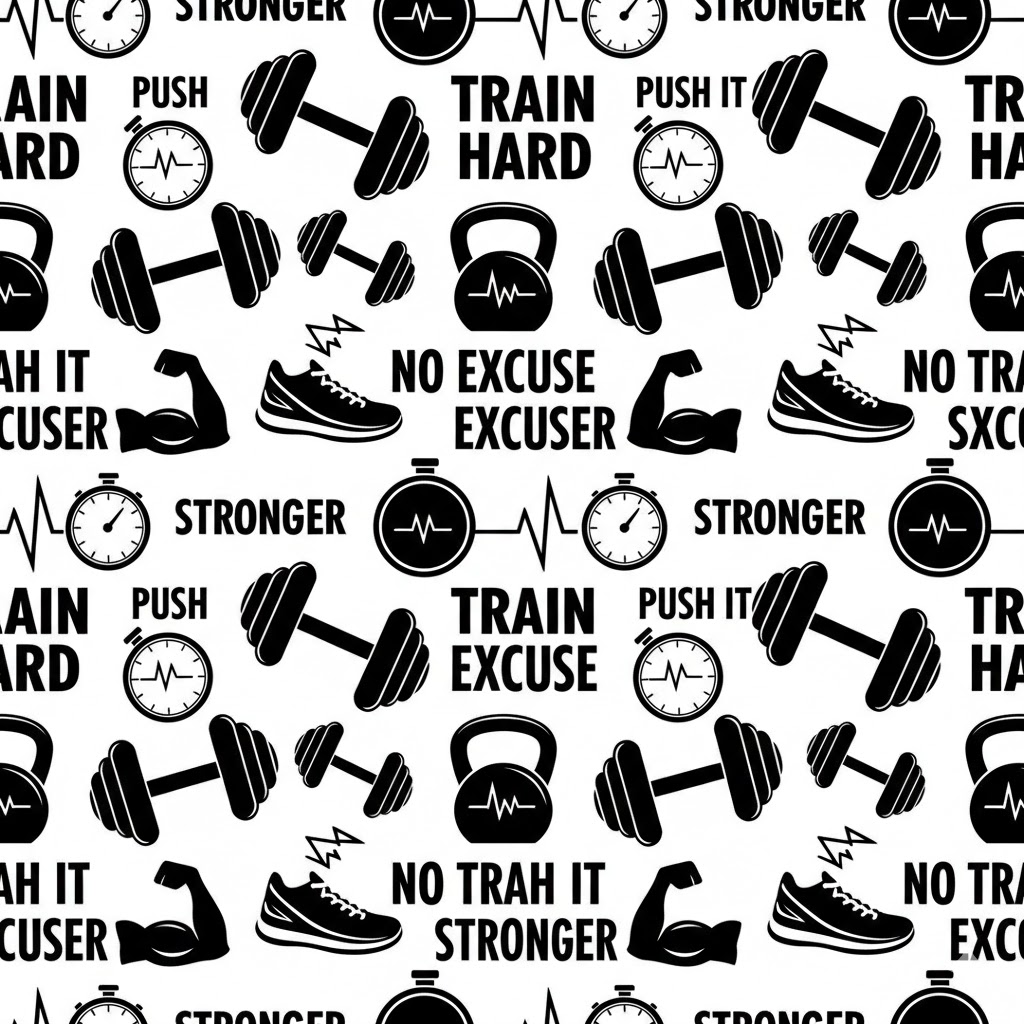 STRONGER STRONGER
AIN PUSH TRAIN PUSH IT TR
ARD HARD HA
AH IT NO EXCUSE NO TRA
CUSER EXCUSER SXCO
STRONGER STRONGER
AIN PUSH TRAIN PUSH IT TR
ARD EXCUSE HA
AH IT NO TRAH IT NO TRA
CUSER STRONGER EXCO
STRONGER STRONGER